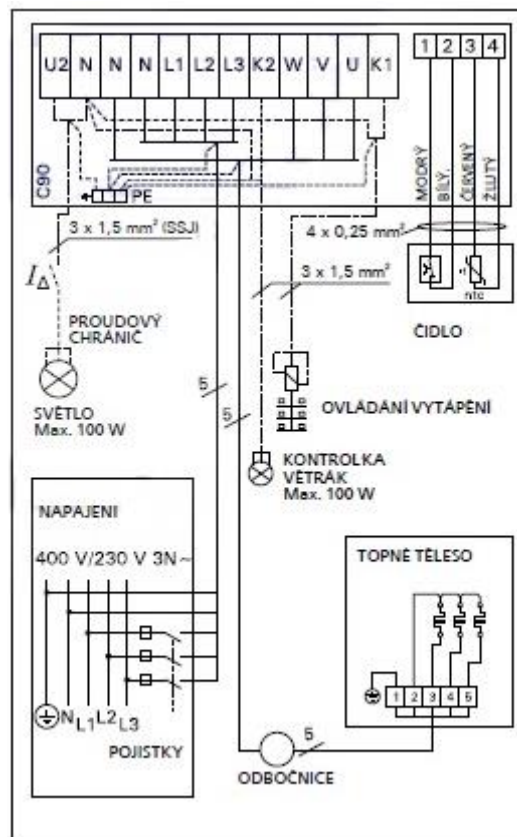 U2 N N N L1 L2 L3 K2 W V U K1
1 2 3 4
C90
PE
MODRÝ
BÍLÝ.
ČERVENÝ
ŽLUTÝ
3 x 1,5 mm² (SSJ)
4 x 0,25 mm²
3 x 1,5 mm²
ntc
ČIDLO
I∆
PROUDOVÝ
CHRÁNIČ
SVĚTLO
Max. 100 W
5
5
OVLÁDÁNÍ VYTÁPĚNÍ
KONTROLKA
VĚTRÁK
Max. 100 W
NAPAJENI
400 V/230 V 3N~
N L1 L2 L3
POJISTKY
TOPNÉ TĚLESO
1 2 3 4 5
5
ODBOČNICE